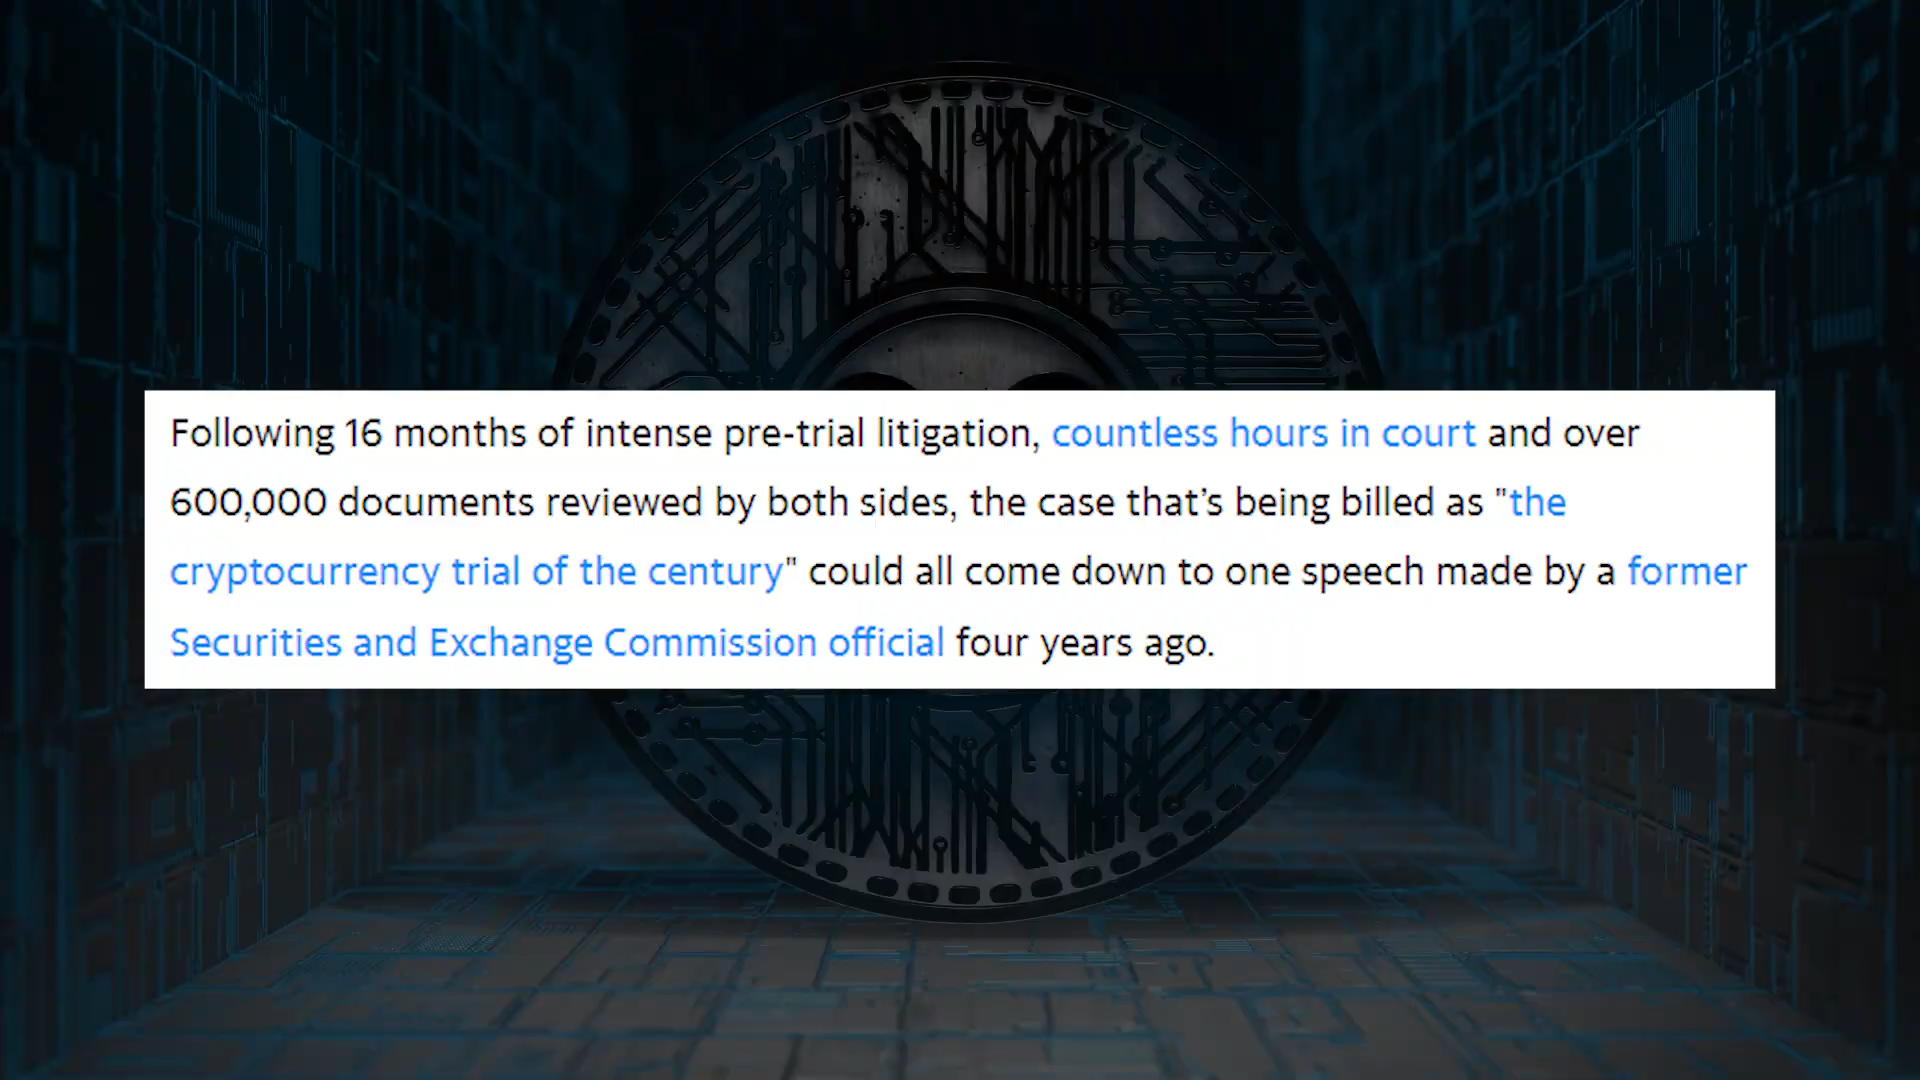 Following 16 months of intense pre-trial litigation, countless hours in court and over
600,000 documents reviewed by both sides, the case that’s being billed as "the
cryptocurrency trial of the century" could all come down to one speech made by a former
Securities and Exchange Commission official four years ago.